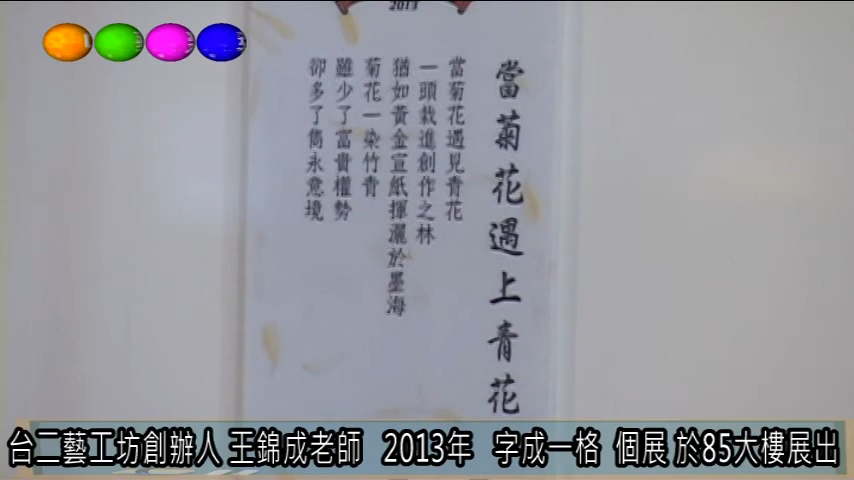 2013
當菊花遇上青花
當菊花遇見青花
一頭栽進創作之林
猶如黃金宣紙揮灑於墨海
菊花一染竹青
雖少了富貴權勢
卻多了雋永意境
台二藝工坊創辦人 王錦成老師 2013年 字成一格 個展 於85大樓展出